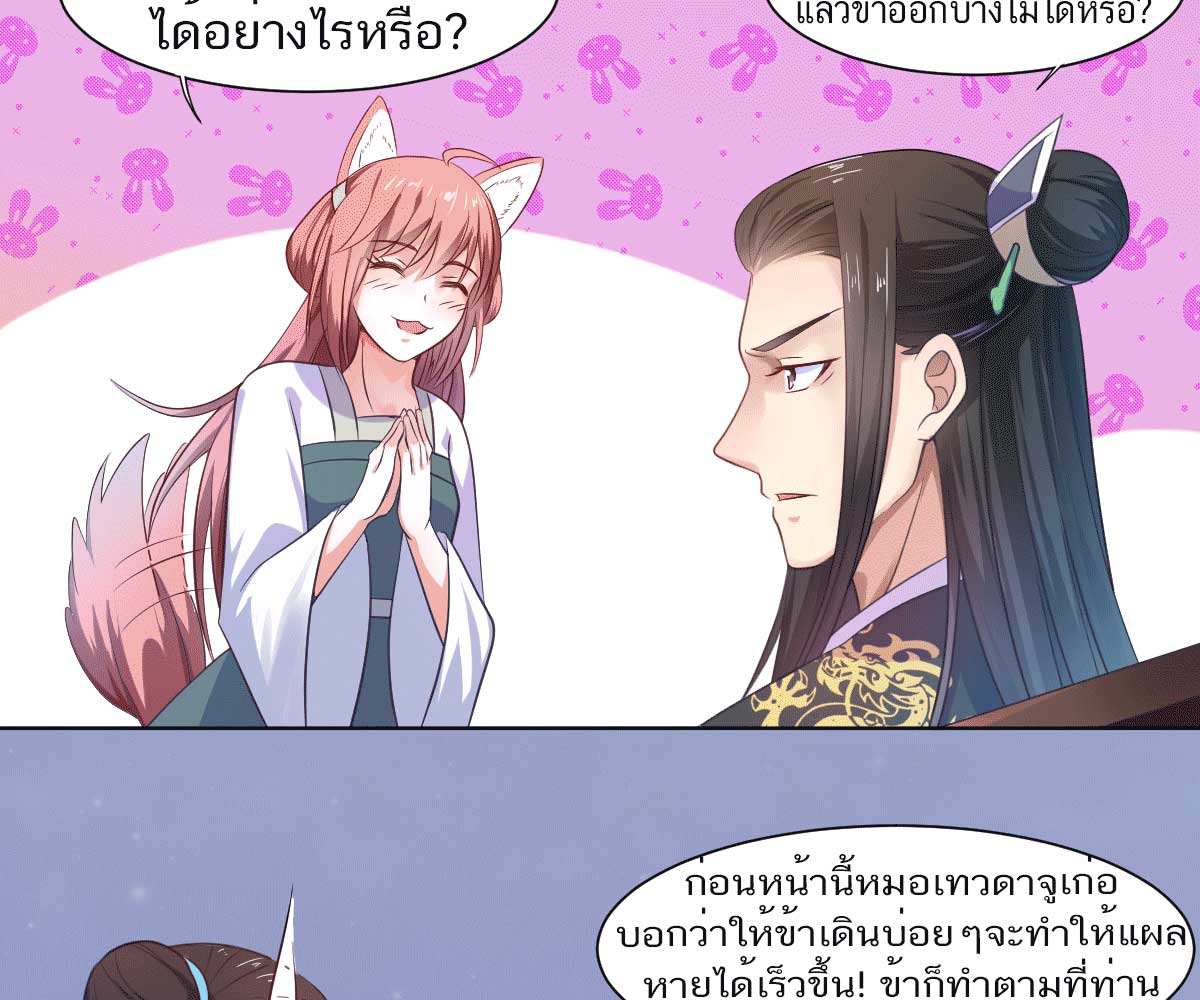 ได้อย่างไรหรือ?
แล้วข้าออกบ้างไม่ได้หรือ?
ก่อนหน้านี้หมอเทวดาจูเก่อ
บอกว่าให้ข้าเดินบ่อยๆจะทำให้แผล
หายได้เร็วขึ้น! ข้าก็ทำตามที่ท่าน